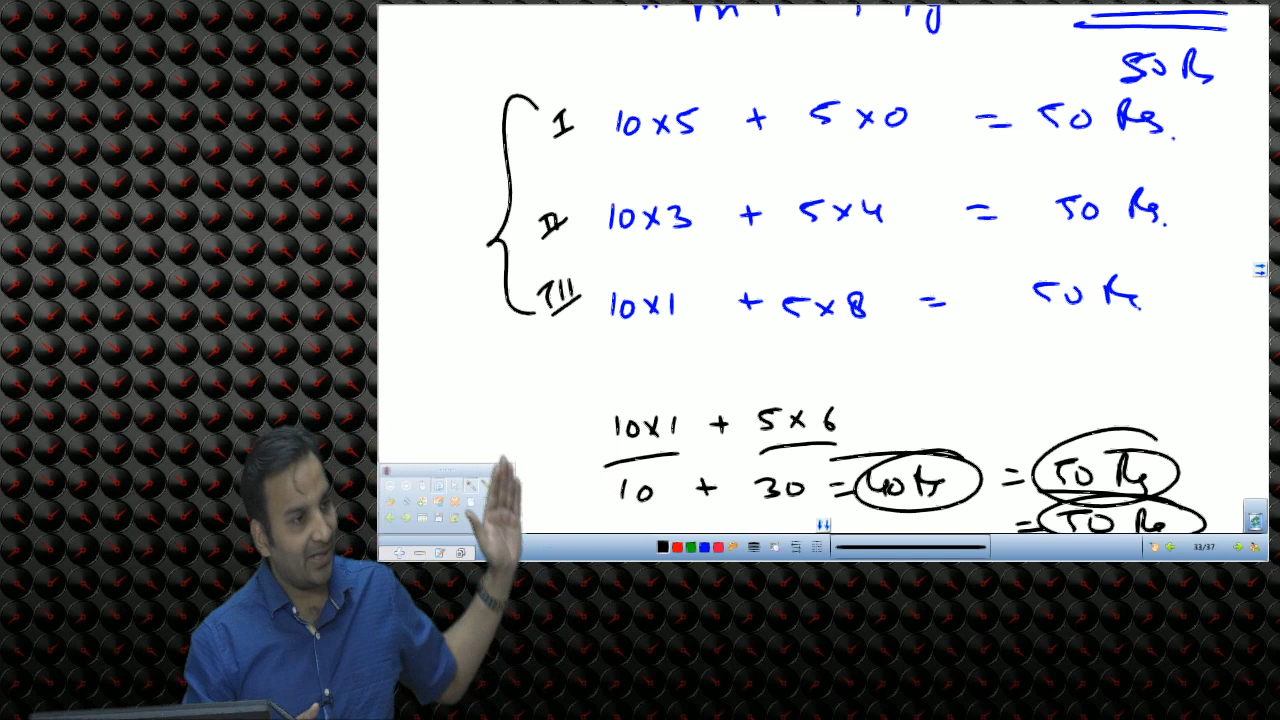 50 Rs
I 10×5 + 5×0 = 50 Rs.
II 10×3 + 5×4 = 50 Rs.
III 10×1 + 5×8 = 50 Rs.
10×1 + 5×6
10 + 30 = 40 Rs = 50 Rs
= 50 Rs
33/37